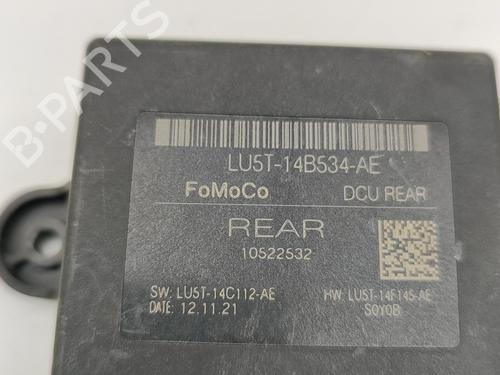 B-PARTS
LU5T-14B534-AE
FoMoCo DCU REAR
REAR
10522532
SW: LU5T-14C112-AE HW: LU5T-14F145-AE
DATE: 12.11.21 S0Y0B